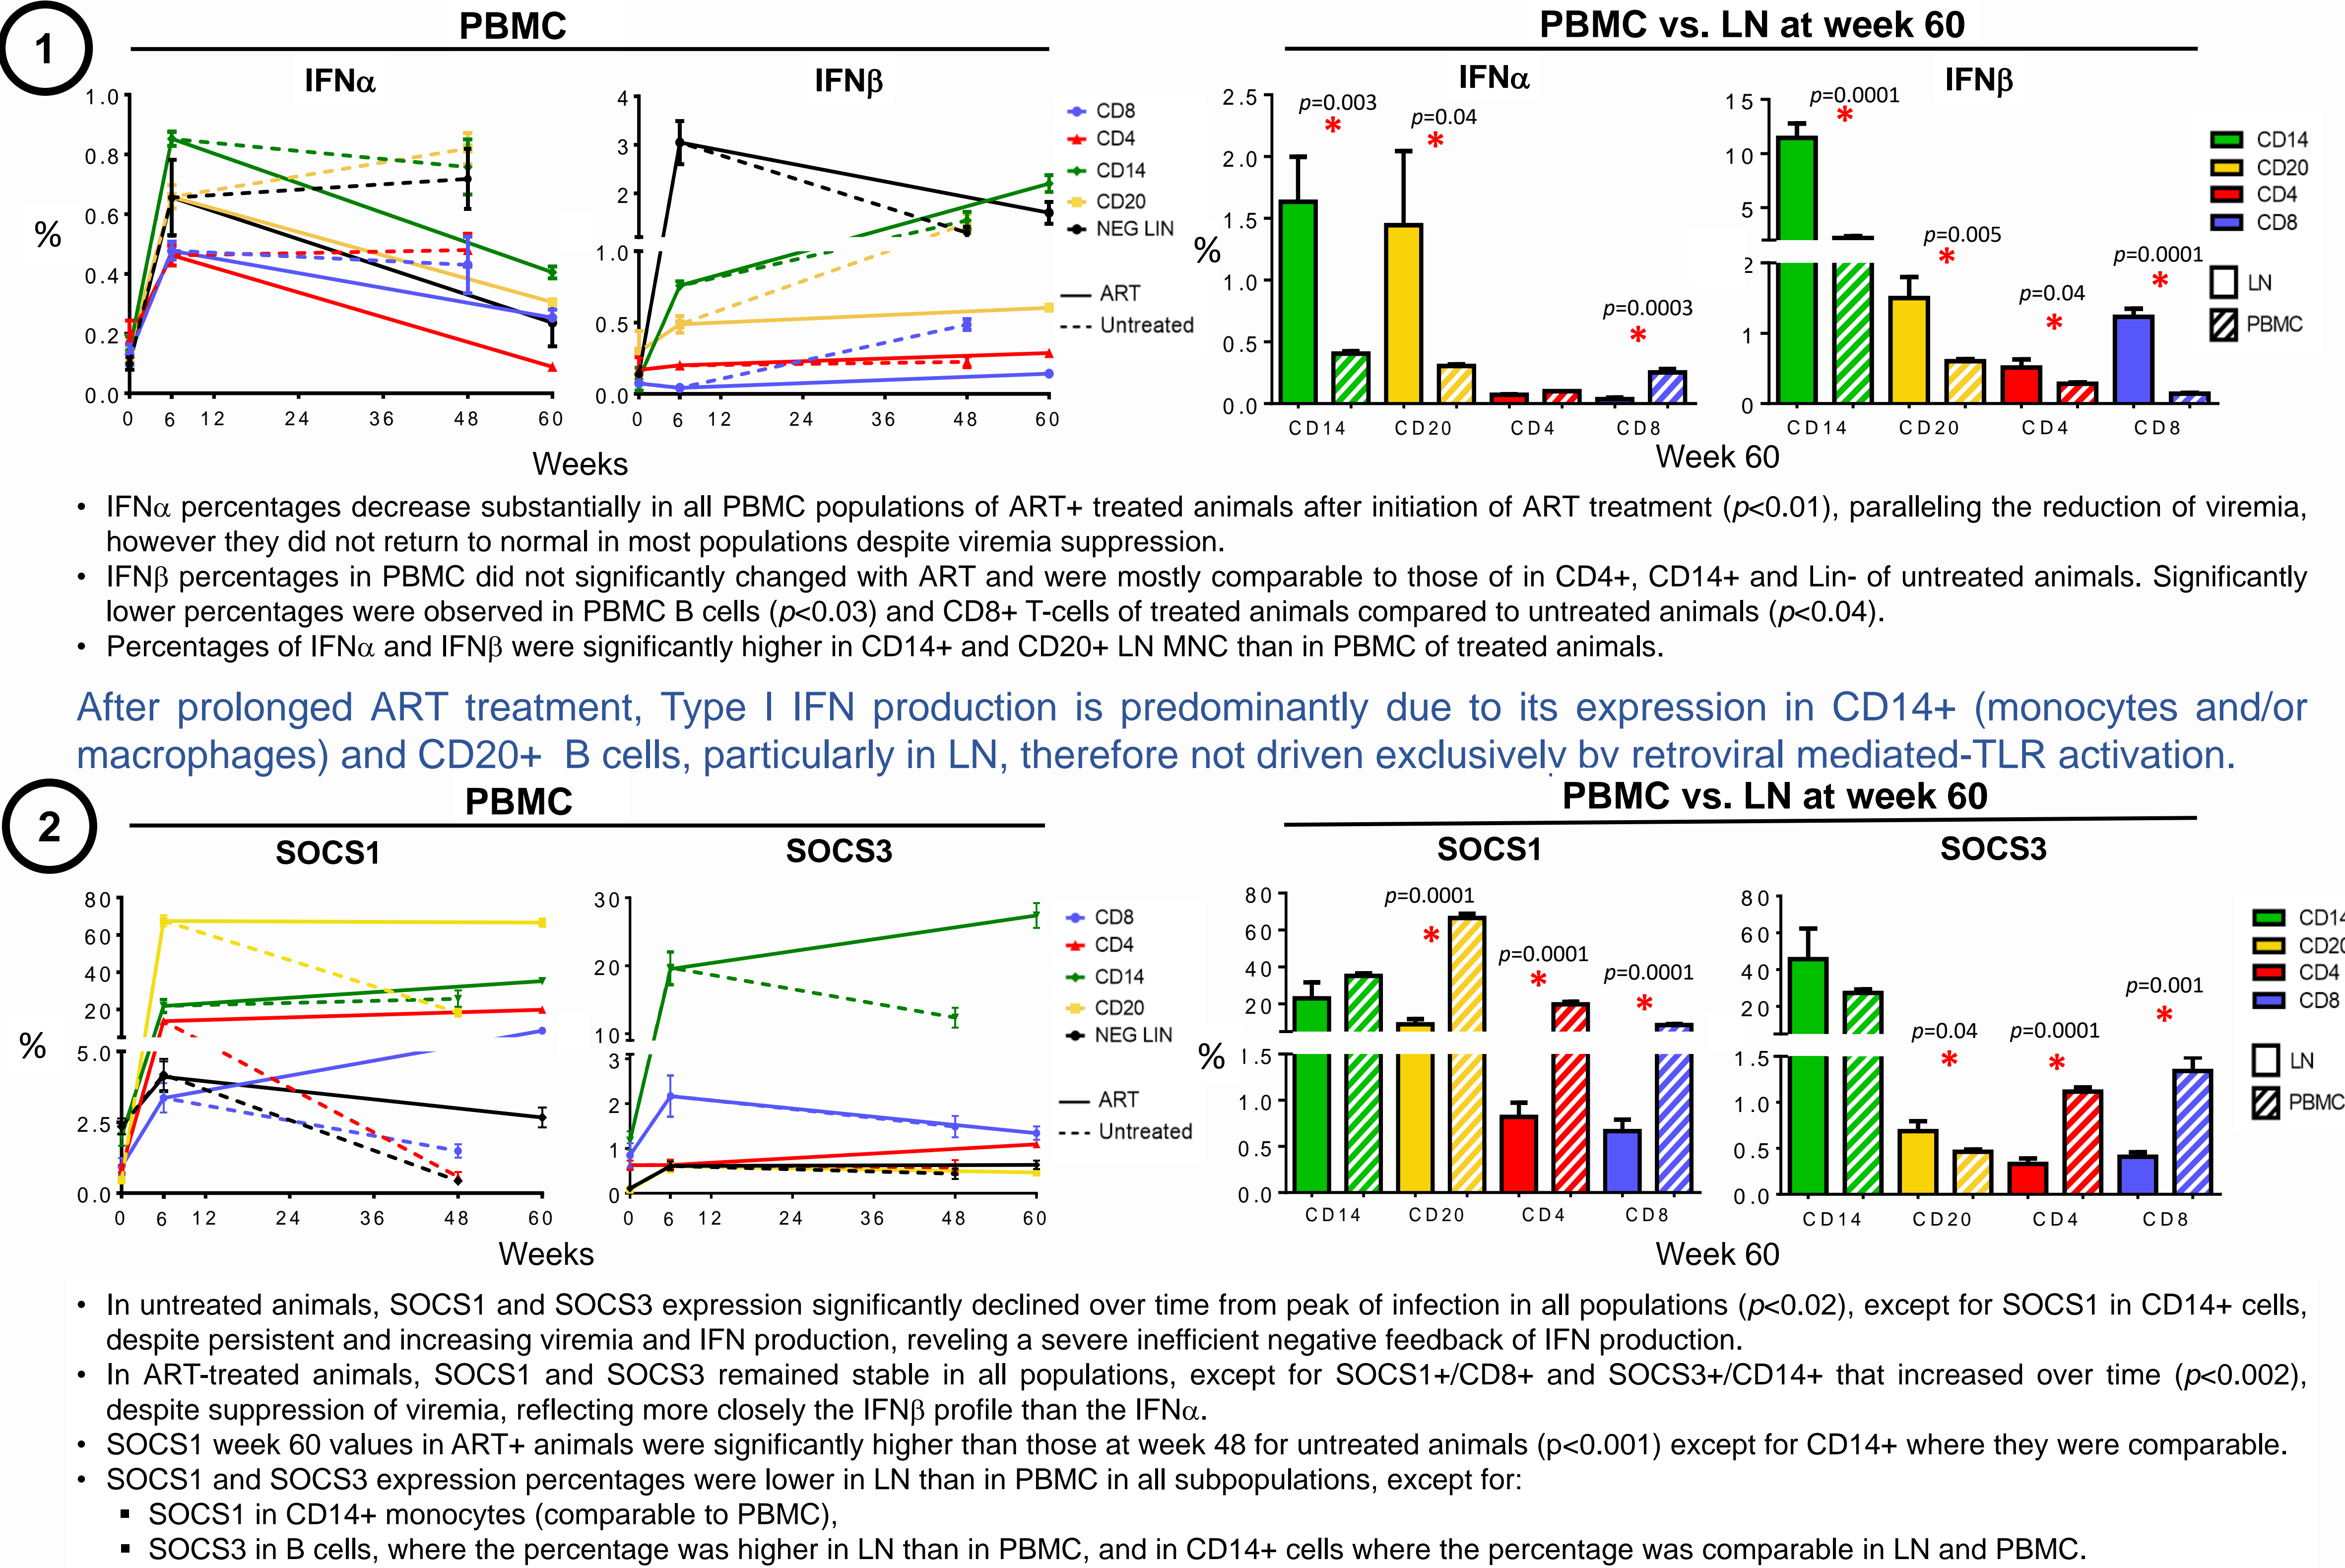 1
PBMC
PBMC vs. LN at week 60
IFNα
1.0
0.8
0.6
0.4
0.2
0.0
%
0 6 12 24 36 48 60
IFNβ
4
3
2
1.0
0.5
0.0
0 6 12 24 36 48 60
Weeks
CD8
CD4
CD14
CD20
NEG LIN
ART
Untreated
IFNα
2.5
2.0
1.5
1.0
0.5
0.0
%
p=0.003
*
p=0.04
*
p=0.0003
*
CD14 CD20 CD4 CD8
IFNβ
15
10
5
2
1
0
p=0.0001
*
p=0.005
*
p=0.04
*
p=0.0001
*
CD14 CD20 CD4 CD8
Week 60
CD14
CD20
CD4
CD8
LN
PBMC
• IFNα percentages decrease substantially in all PBMC populations of ART+ treated animals after initiation of ART treatment (p<0.01), paralleling the reduction of viremia,
however they did not return to normal in most populations despite viremia suppression.
• IFNβ percentages in PBMC did not significantly changed with ART and were mostly comparable to those of in CD4+, CD14+ and Lin- of untreated animals. Significantly
lower percentages were observed in PBMC B cells (p<0.03) and CD8+ T-cells of treated animals compared to untreated animals (p<0.04).
• Percentages of IFNα and IFNβ were significantly higher in CD14+ and CD20+ LN MNC than in PBMC of treated animals.
After prolonged ART treatment, Type I IFN production is predominantly due to its expression in CD14+ (monocytes and/or
macrophages) and CD20+ B cells, particularly in LN, therefore not driven exclusively by retroviral mediated-TLR activation.
2
PBMC
PBMC vs. LN at week 60
SOCS1
80
60
40
20
5.0
2.5
0.0
%
0 6 12 24 36 48 60
SOCS3
30
20
10
3
2
1
0
0 6 12 24 36 48 60
Weeks
CD8
CD4
CD14
CD20
NEG LIN
ART
Untreated
SOCS1
80
60
40
20
1.5
1.0
0.5
0.0
%
p=0.0001
*
p=0.0001
*
p=0.0001
*
CD14 CD20 CD4 CD8
SOCS3
80
60
40
20
1.5
1.0
0.5
0.0
p=0.04
*
p=0.0001
*
p=0.001
*
CD14 CD20 CD4 CD8
Week 60
CD14
CD20
CD4
CD8
LN
PBMC
• In untreated animals, SOCS1 and SOCS3 expression significantly declined over time from peak of infection in all populations (p<0.02), except for SOCS1 in CD14+ cells,
despite persistent and increasing viremia and IFN production, reveling a severe inefficient negative feedback of IFN production.
• In ART-treated animals, SOCS1 and SOCS3 remained stable in all populations, except for SOCS1+/CD8+ and SOCS3+/CD14+ that increased over time (p<0.002),
despite suppression of viremia, reflecting more closely the IFNβ profile than the IFNα.
• SOCS1 week 60 values in ART+ animals were significantly higher than those at week 48 for untreated animals (p<0.001) except for CD14+ where they were comparable.
• SOCS1 and SOCS3 expression percentages were lower in LN than in PBMC in all subpopulations, except for:
▪ SOCS1 in CD14+ monocytes (comparable to PBMC),
▪ SOCS3 in B cells, where the percentage was higher in LN than in PBMC, and in CD14+ cells where the percentage was comparable in LN and PBMC.